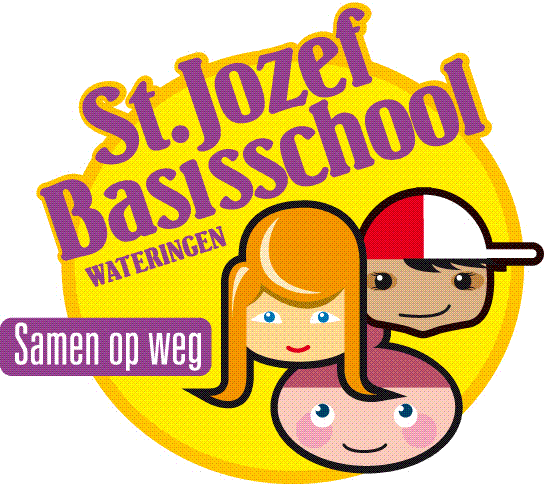 St. Jozef
Basisschool
WATERINGEN
Samen op weg